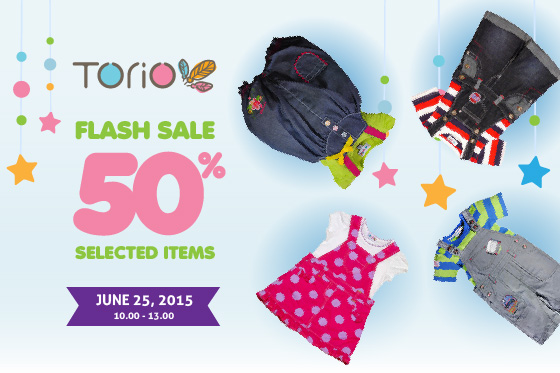 Torio
FLASH SALE
50%
SELECTED ITEMS
JUNE 25, 2015
10.00 - 13.00